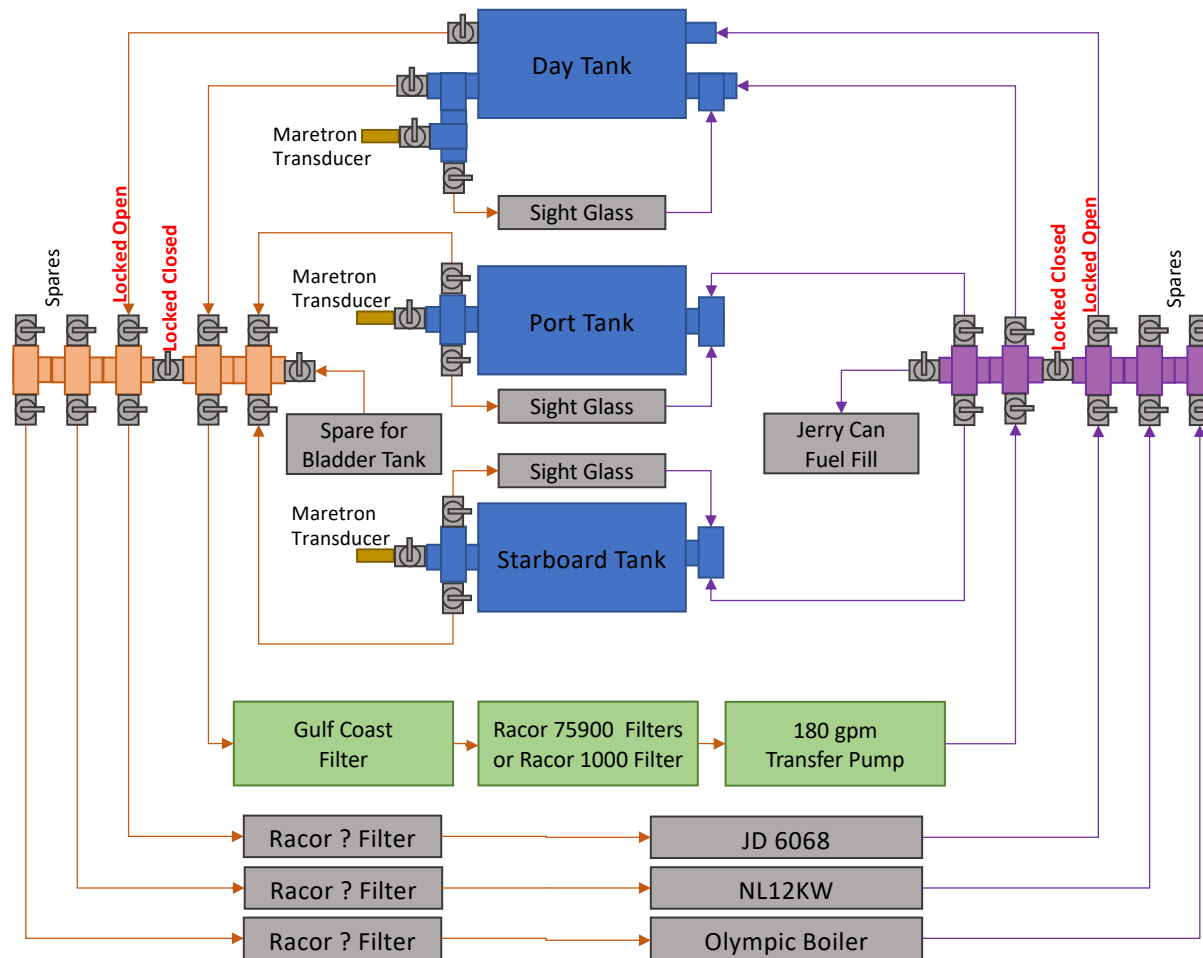 Day Tank
Maretron
Transducer
Sight Glass
Locked Open
Locked Closed
Spares
Maretron
Transducer
Port Tank
Sight Glass
Locked Closed
Locked Open
Spares
Spare for
Bladder Tank
Jerry Can
Fuel Fill
Sight Glass
Maretron
Transducer
Starboard Tank
Gulf Coast
Filter
Racor 75900 Filters
or Racor 1000 Filter
180 gpm
Transfer Pump
Racor ? Filter
JD 6068
Racor ? Filter
NL12KW
Racor ? Filter
Olympic Boiler